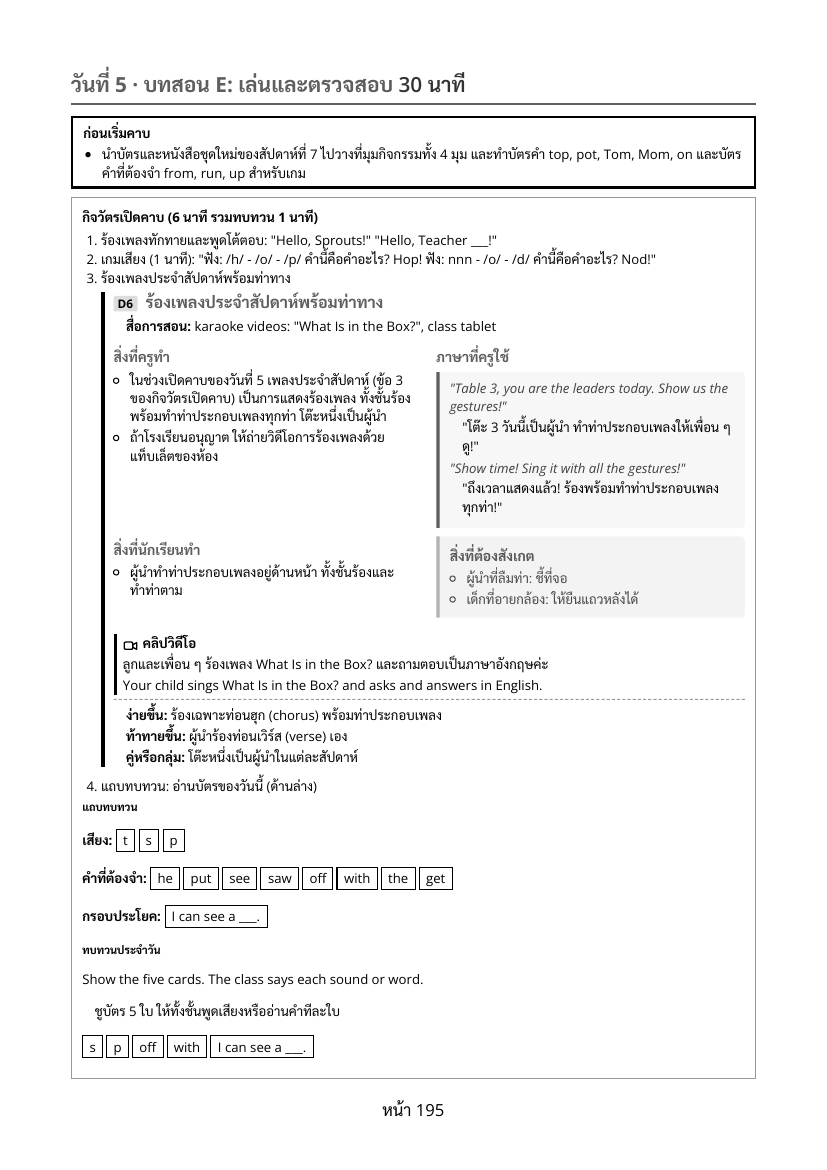 วันที่ 5 · บทสอน E: เล่นและตรวจสอบ 30 นาที
ก่อนเริ่มคาบ
• นำบัตรและหนังสือชุดใหม่ของสัปดาห์ที่ 7 ไปวางที่มุมกิจกรรมทั้ง 4 มุม และทำบัตรคำ top, pot, Tom, Mom, on และบัตร
คำที่ต้องจำ from, run, up สำหรับเกม
กิจวัตรเปิดคาบ (6 นาที รวมทบทวน 1 นาที)
1. ร้องเพลงทักทายและพูดโต้ตอบ: "Hello, Sprouts!" "Hello, Teacher ___!"
2. เกมเสียง (1 นาที): "ฟัง: /h/ - /o/ - /p/ คำนี้คือคำอะไร? Hop! ฟัง: nnn - /o/ - /d/ คำนี้คือคำอะไร? Nod!"
3. ร้องเพลงประจำสัปดาห์พร้อมท่าทาง
D6 ร้องเพลงประจำสัปดาห์พร้อมท่าทาง
สื่อการสอน: karaoke videos: "What Is in the Box?", class tablet
สิ่งที่ครูทำ
ในช่วงเปิดคาบของวันที่ 5 เพลงประจำสัปดาห์ (ข้อ 3
ของกิจวัตรเปิดคาบ) เป็นการแสดงร้องเพลง ทั้งชั้นร้อง
พร้อมทำท่าประกอบเพลงทุกท่า โต๊ะหนึ่งเป็นผู้นำ
ถ้าโรงเรียนอนุญาต ให้ถ่ายวิดีโอการร้องเพลงด้วย
แท็บเล็ตของห้อง
ภาษาที่ครูใช้
"Table 3, you are the leaders today. Show us the
gestures!"
"โต๊ะ 3 วันนี้เป็นผู้นำ ทำท่าประกอบเพลงให้เพื่อน ๆ
ดู!"
"Show time! Sing it with all the gestures!"
"ถึงเวลาแสดงแล้ว! ร้องพร้อมทำท่าประกอบเพลง
ทุกท่า!"
สิ่งที่นักเรียนทำ
ผู้นำทำท่าประกอบเพลงอยู่ด้านหน้า ทั้งชั้นร้องและ
ทำท่าตาม
สิ่งที่ต้องสังเกต
ผู้นำที่ลืมท่า: ชี้ที่จอ
เด็กที่อายกล้อง: ให้ยืนแถวหลังได้
คลิปวิดีโอ
ลูกและเพื่อน ๆ ร้องเพลง What Is in the Box? และถามตอบเป็นภาษาอังกฤษค่ะ
Your child sings What Is in the Box? and asks and answers in English.
ง่ายขึ้น: ร้องเฉพาะท่อนฮุก (chorus) พร้อมท่าประกอบเพลง
ท้าทายขึ้น: ผู้นำร้องท่อนเวิร์ส (verse) เอง
คู่หรือกลุ่ม: โต๊ะหนึ่งเป็นผู้นำในแต่ละสัปดาห์
4. แถบทบทวน: อ่านบัตรของวันนี้ (ด้านล่าง)
แถบทบทวน
เสียง: t s p
คำที่ต้องจำ: he put see saw off with the get
กรอบประโยค: I can see a ___.
ทบทวนประจำวัน
Show the five cards. The class says each sound or word.
ชูบัตร 5 ใบ ให้ทั้งชั้นพูดเสียงหรืออ่านคำทีละใบ
s p off with I can see a ___.
หน้า 195